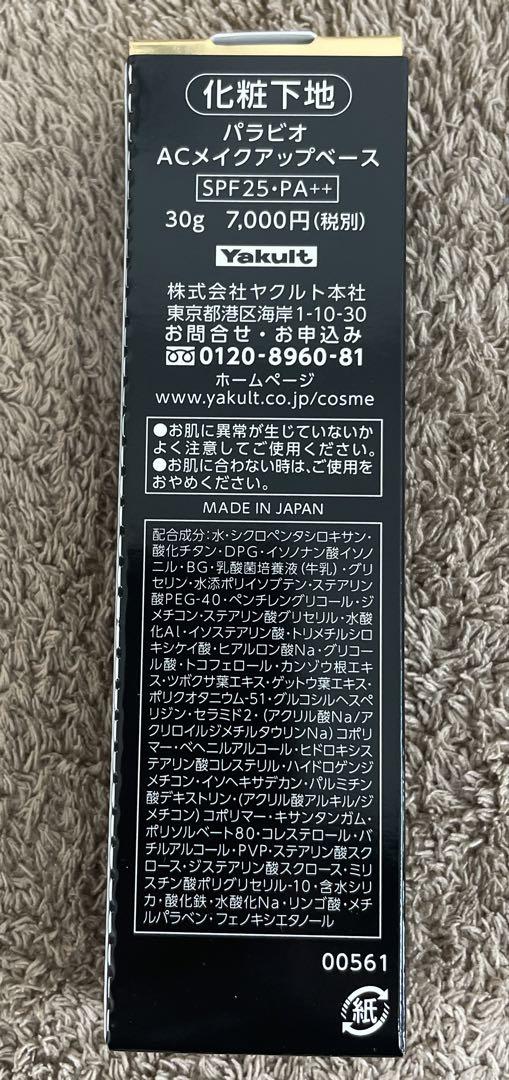 化粧下地
パラビオ
ACメイクアップベース
SPF25・PA++
30g 7,000円(税別)
Yakult
株式会社ヤクルト本社
東京都港区海岸1-10-30
お問合せ・お申込み
0120-8960-81
ホームページ
www.yakult.co.jp/cosme
●お肌に異常が生じていないか
よく注意してご使用ください。
●お肌に合わない時は、ご使用を
おやめください。
MADE IN JAPAN
配合成分:水・シクロペンタシロキサン・
酸化チタン・DPG・イソノナン酸イソノ
ニル・BG・乳酸菌培養液(牛乳)・グリ
セリン・水添ポリイソブテン・ステアリン
酸PEG-40・ペンチレングリコール・ジ
メチコン・ステアリン酸グリセリル・水酸
化Al・イソステアリン酸・トリメチルシロ
キシケイ酸・ヒアルロン酸Na・グリコー
ル酸・トコフェロール・カンゾウ根エキ
ス・ツボクサ葉エキス・ゲットウ葉エキス・
ポリクオタニウム-51・グルコシルヘスペ
リジン・セラミド2・(アクリル酸Na/ア
クリロイルジメチルタウリンNa)コポリ
マー・ベヘニルアルコール・ヒドロキシス
テアリン酸コレステリル・ハイドロゲンジ
メチコン・イソヘキサデカン・パルミチン
酸デキストリン・(アクリル酸アルキル/ジ
メチコン)コポリマー・キサンタンガム・
ポリソルベート80・コレステロール・バ
チルアルコール・PVP・ステアリン酸スク
ロース・ジステアリン酸スクロース・ミリ
スチン酸ポリグリセリル-10・含水シリ
カ・酸化鉄・水酸化Na・リンゴ酸・メチ
ルパラベン・フェノキシエタノール
00561
紙